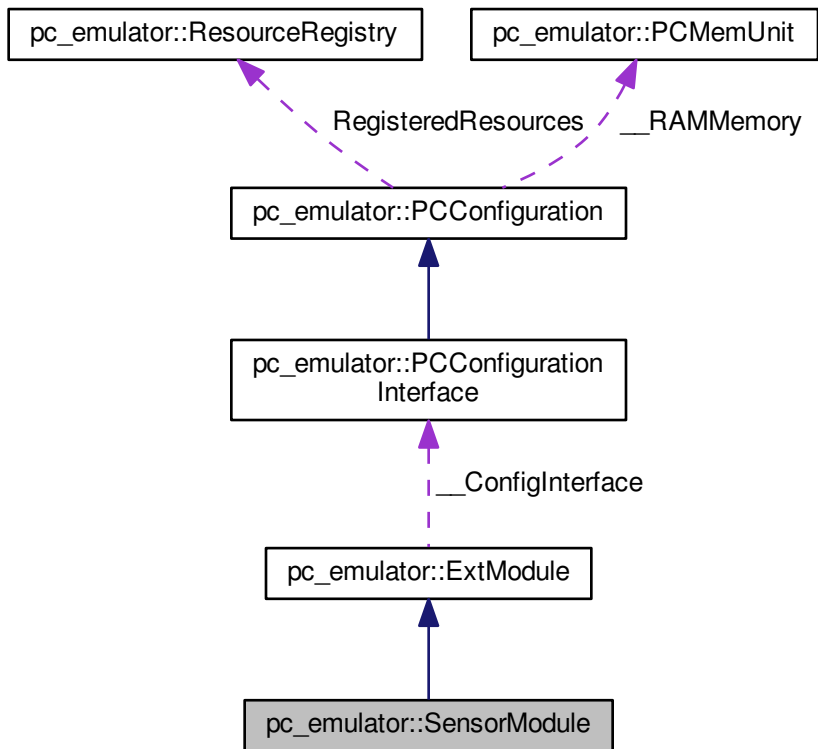 pc_emulator::ResourceRegistry
pc_emulator::PCMemUnit
RegisteredResources
__RAMMemory
pc_emulator::PCConfiguration
pc_emulator::PCConfiguration
Interface
__ConfigInterface
pc_emulator::ExtModule
pc_emulator::SensorModule